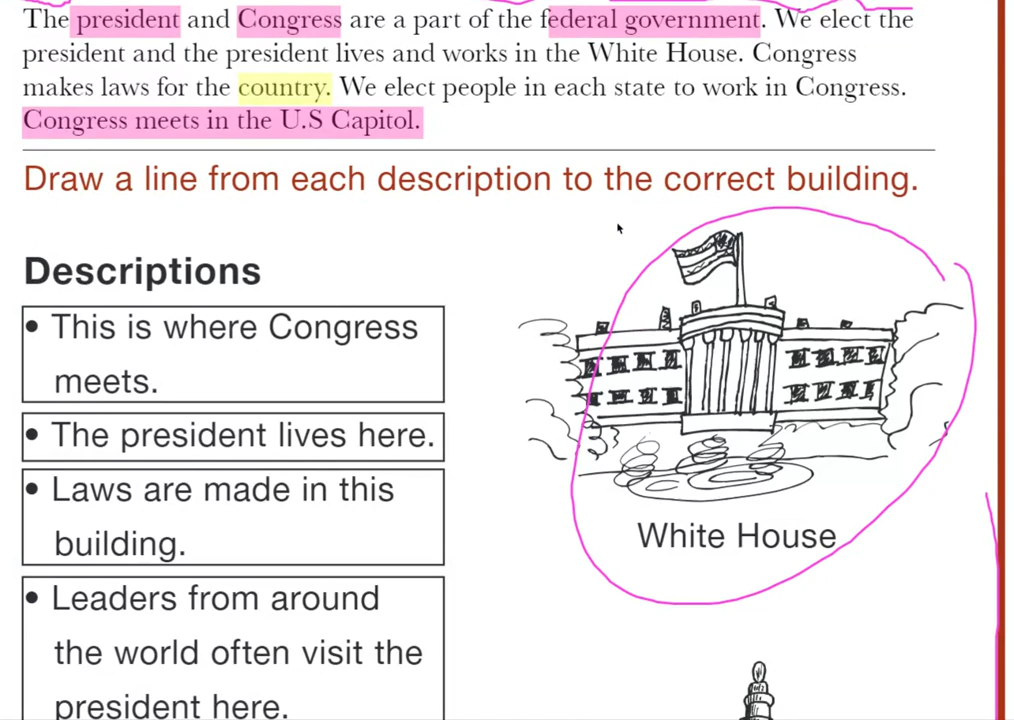 The president and Congress are a part of the federal government. We elect the
president and the president lives and works in the White House. Congress
makes laws for the country. We elect people in each state to work in Congress.
Congress meets in the U.S Capitol.
Draw a line from each description to the correct building.
Descriptions
• This is where Congress
meets.
• The president lives here.
• Laws are made in this
building.
• Leaders from around
the world often visit the
president here.
White House